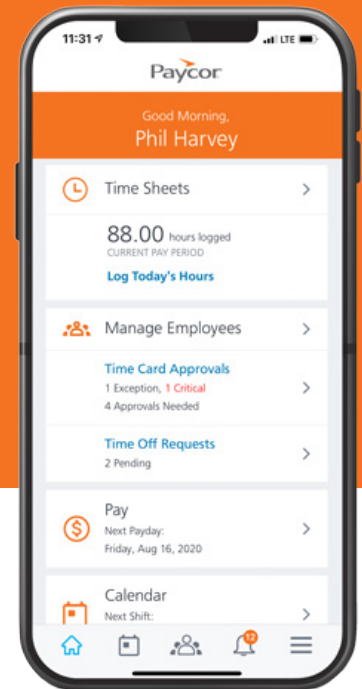 11:31
LTE
Paycor
Good Morning,
Phil Harvey
Time Sheets
88.00 hours logged
CURRENT PAY PERIOD
Log Today's Hours
Manage Employees
Time Card Approvals
1 Exception, 1 Critical
4 Approvals Needed
Time Off Requests
2 Pending
Pay
Next Payday:
Friday, Aug 16, 2020
Calendar
Next Shift:
12